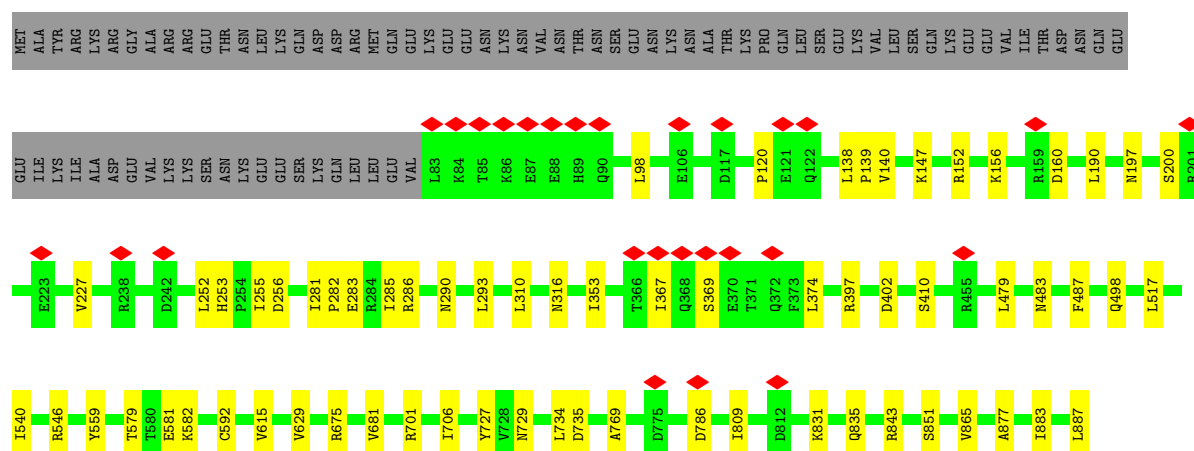 MET ALA TYR ARG LYS ARG GLY ALA ARG ARG GLU THR ASN LEU LYS GLN ASP ASP ARG MET GLN GLU LYS GLU GLU ASN LYS ASN VAL ASN THR ASN SER GLU ASN LYS ASN ALA THR LYS PRO GLN LEU SER GLU LYS VAL LEU SER GLN LYS GLU GLU VAL ILE THR ASP ASN GLN GLU
GLU ILE LYS ILE ALA ASP GLU VAL LYS LYS SER ASN LYS GLU GLU SER LYS GLN LEU LEU GLU VAL L83 K84 T85 K86 E87 E88 H89 Q90 L98 E106 D117 P120 E121 Q122 L138 P139 V140 K147 R152 K156 R159 D160 L190 N197 S200 R201
E223 V227 R238 D242 L252 H253 P254 I255 D256 I281 P282 E283 R284 I285 R286 N290 L293 L310 N316 I353 T366 I367 Q368 S369 E370 T371 Q372 F373 L374 R397 D402 S410 R455 L479 N483 F487 Q498 L517
I540 R546 Y559 T579 T580 E581 K582 C592 V615 V629 R675 V681 R701 I706 Y727 V728 N729 L734 D735 A769 D775 D786 I809 D812 K831 Q835 R843 S851 V865 A877 I883 L887